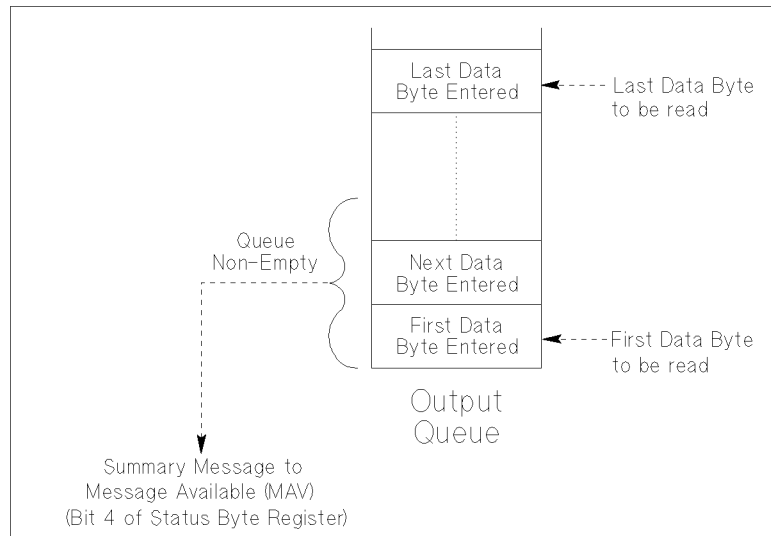 Last Data
Byte Entered
Last Data Byte
to be read
Queue
Non-Empty
Next Data
Byte Entered
First Data
Byte Entered
First Data Byte
to be read
Output
Queue
Summary Message to
Message Available (MAV)
(Bit 4 of Status Byte Register)